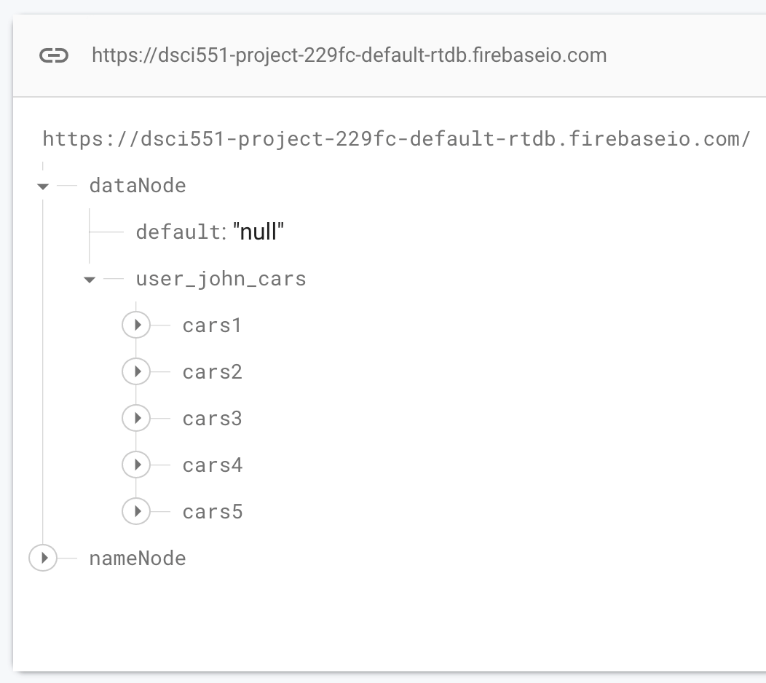 https://dsci551-project-229fc-default-rtdb.firebaseio.com
https://dsci551-project-229fc-default-rtdb.firebaseio.com/
dataNode
default: "null"
user_john_cars
cars1
cars2
cars3
cars4
cars5
nameNode